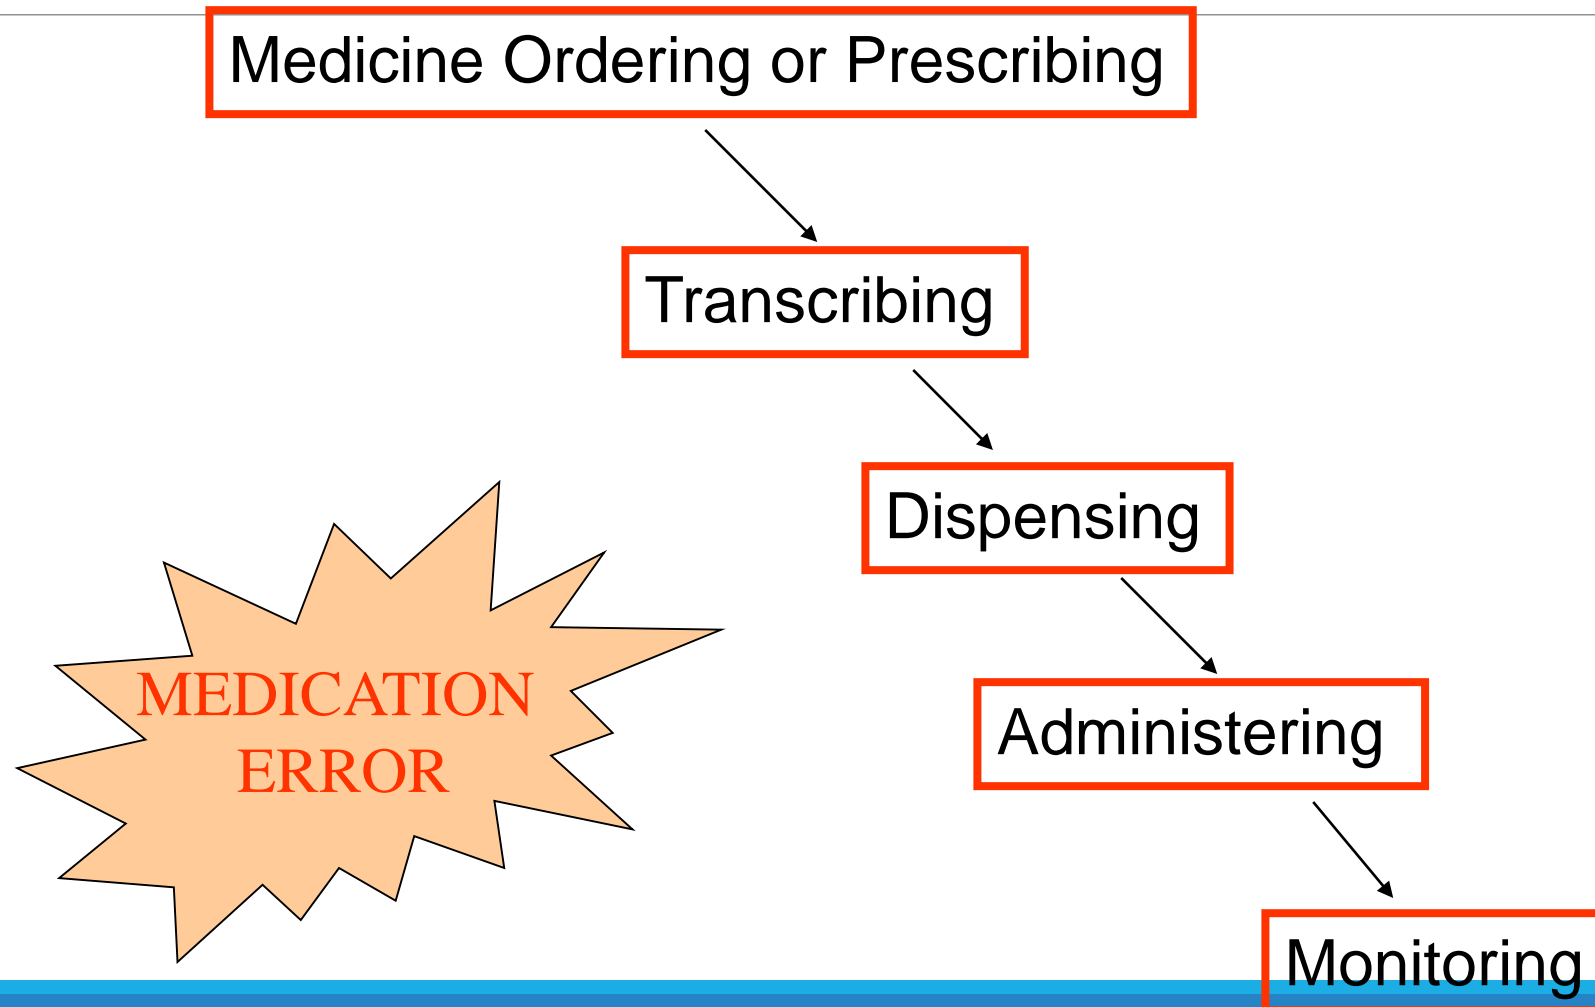 Medicine Ordering or Prescribing
Transcribing
Dispensing
MEDICATION
ERROR
Administering
Monitoring